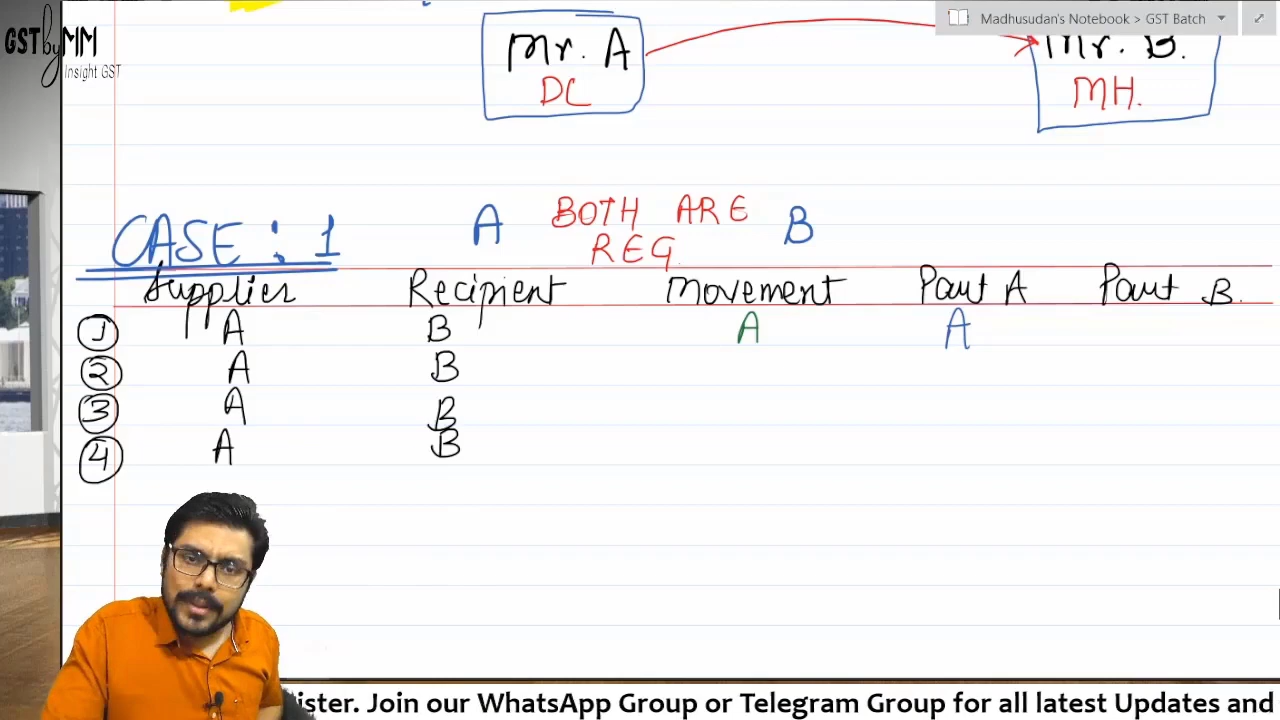 GST by MM
Insight GST
Madhusudan's Notebook > GST Batch
Mr. A
DL
Mr. B.
MH.
CASE : 1 A BOTH ARE REG. B
Supplier Recipient Movement Part A Part B.
1 A B A A
2 A B
3 A B
4 A B
ister. Join our WhatsApp Group or Telegram Group for all latest Updates and